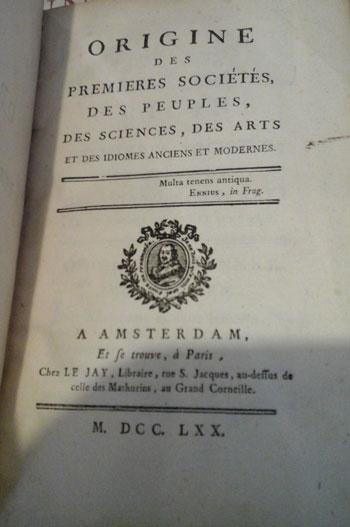 ORIGINE
DES
PREMIERES SOCIÉTÉS,
DES PEUPLES,
DES SCIENCES, DES ARTS
ET DES IDIOMES ANCIENS ET MODERNES.
Multa tenens antiqua.
ENNIUS, in Frag.
A AMSTERDAM,
Et ſe trouve, à Paris,
Chez LE JAY, Libraire, rue S. Jacques, au-deſſus de
celle des Mathurins, au Grand Corneille.
M. DCC. LXX.